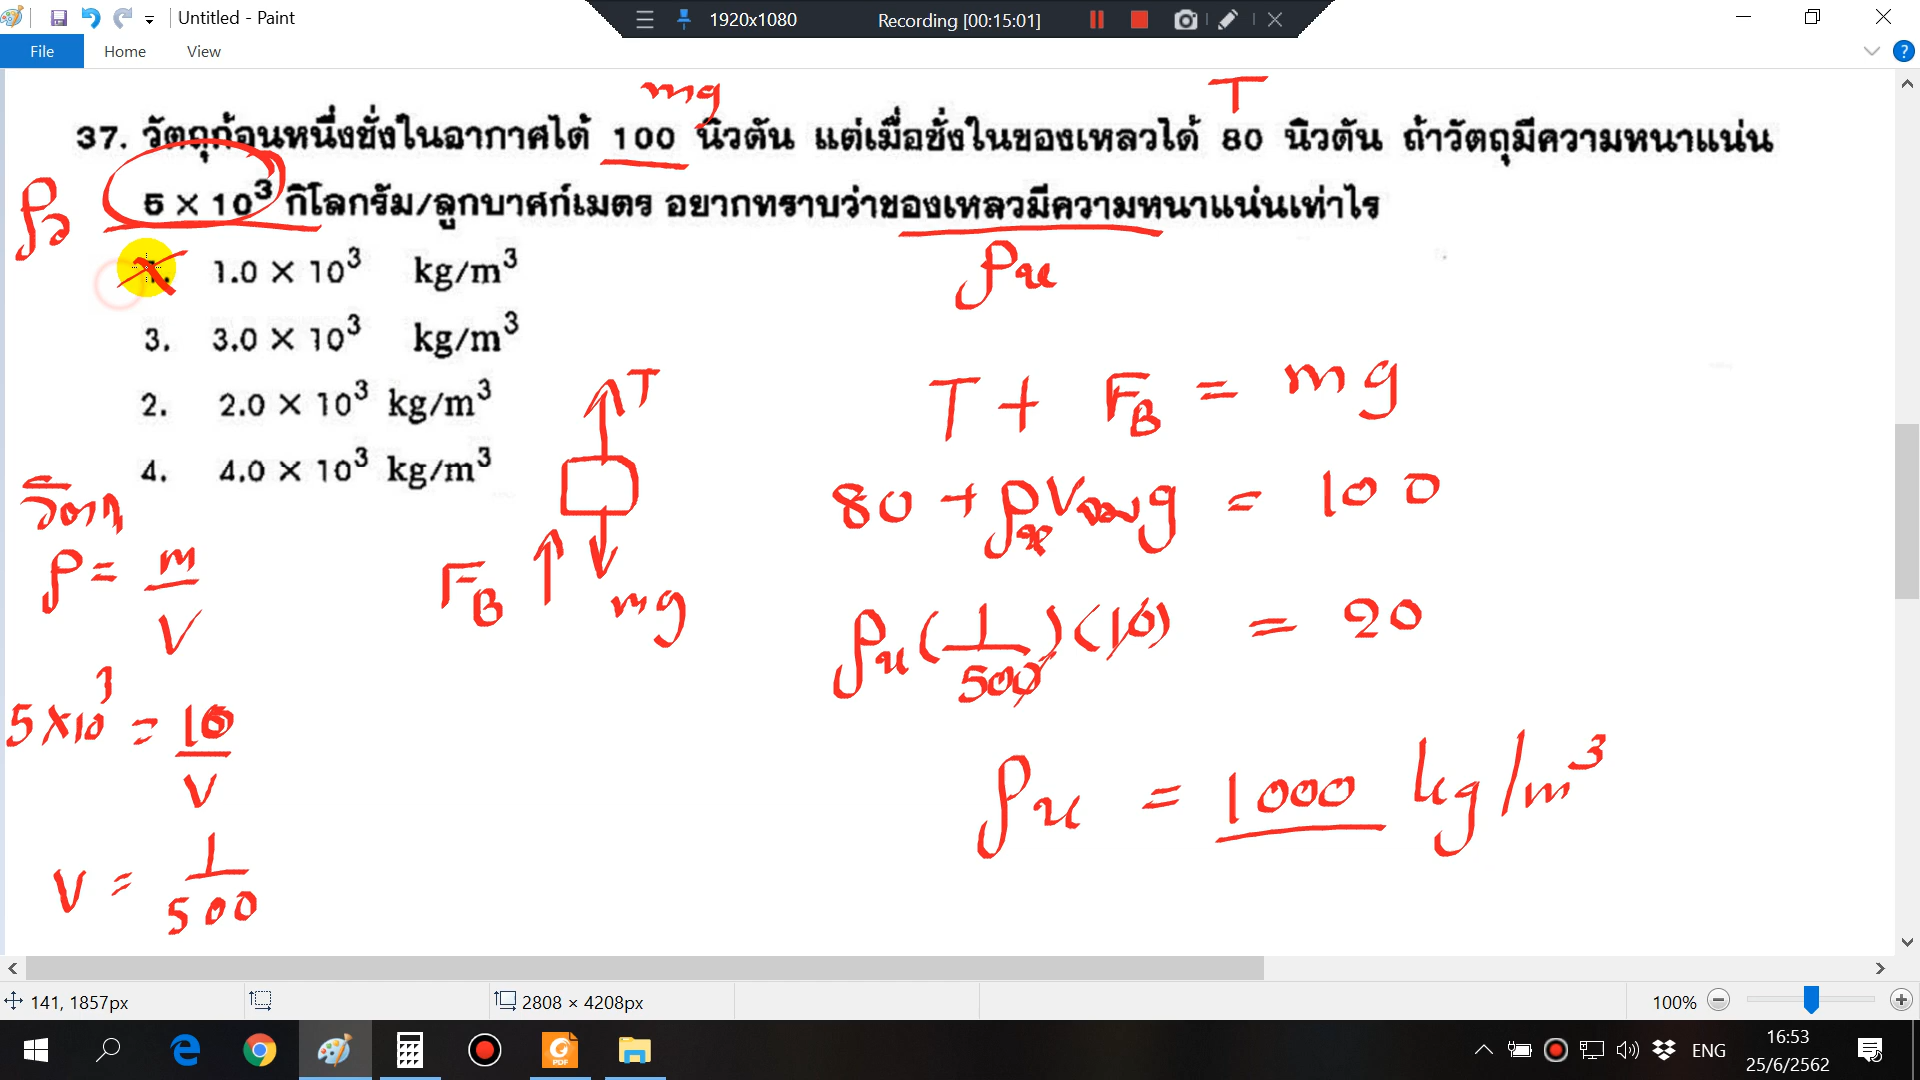 Untitled - Paint
1920x1080
Recording [00:15:01]
File Home View
mg T
37. วัตถุก้อนหนึ่งชั่งในอากาศได้ 100 นิวตัน แต่เมื่อชั่งในของเหลวได้ 80 นิวตัน ถ้าวัตถุมีความหนาแน่น
5 × 10³ กิโลกรัม/ลูกบาศก์เมตร อยากทราบว่าของเหลวมีความหนาแน่นเท่าไร
ρว
1. 1.0 × 10³ kg/m³
ρข
3. 3.0 × 10³ kg/m³
2. 2.0 × 10³ kg/m³
4. 4.0 × 10³ kg/m³
T
F_B
mg
T + F_B = mg
80 + ρVg = 100
ρข(1/500)(10) = 20
ρข = 1000 kg/m³
จาก
ρ = m/V
5×10³ = 10/V
V = 1/500
141, 1857px
2808 × 4208px
100%
ENG
16:53
25/6/2562